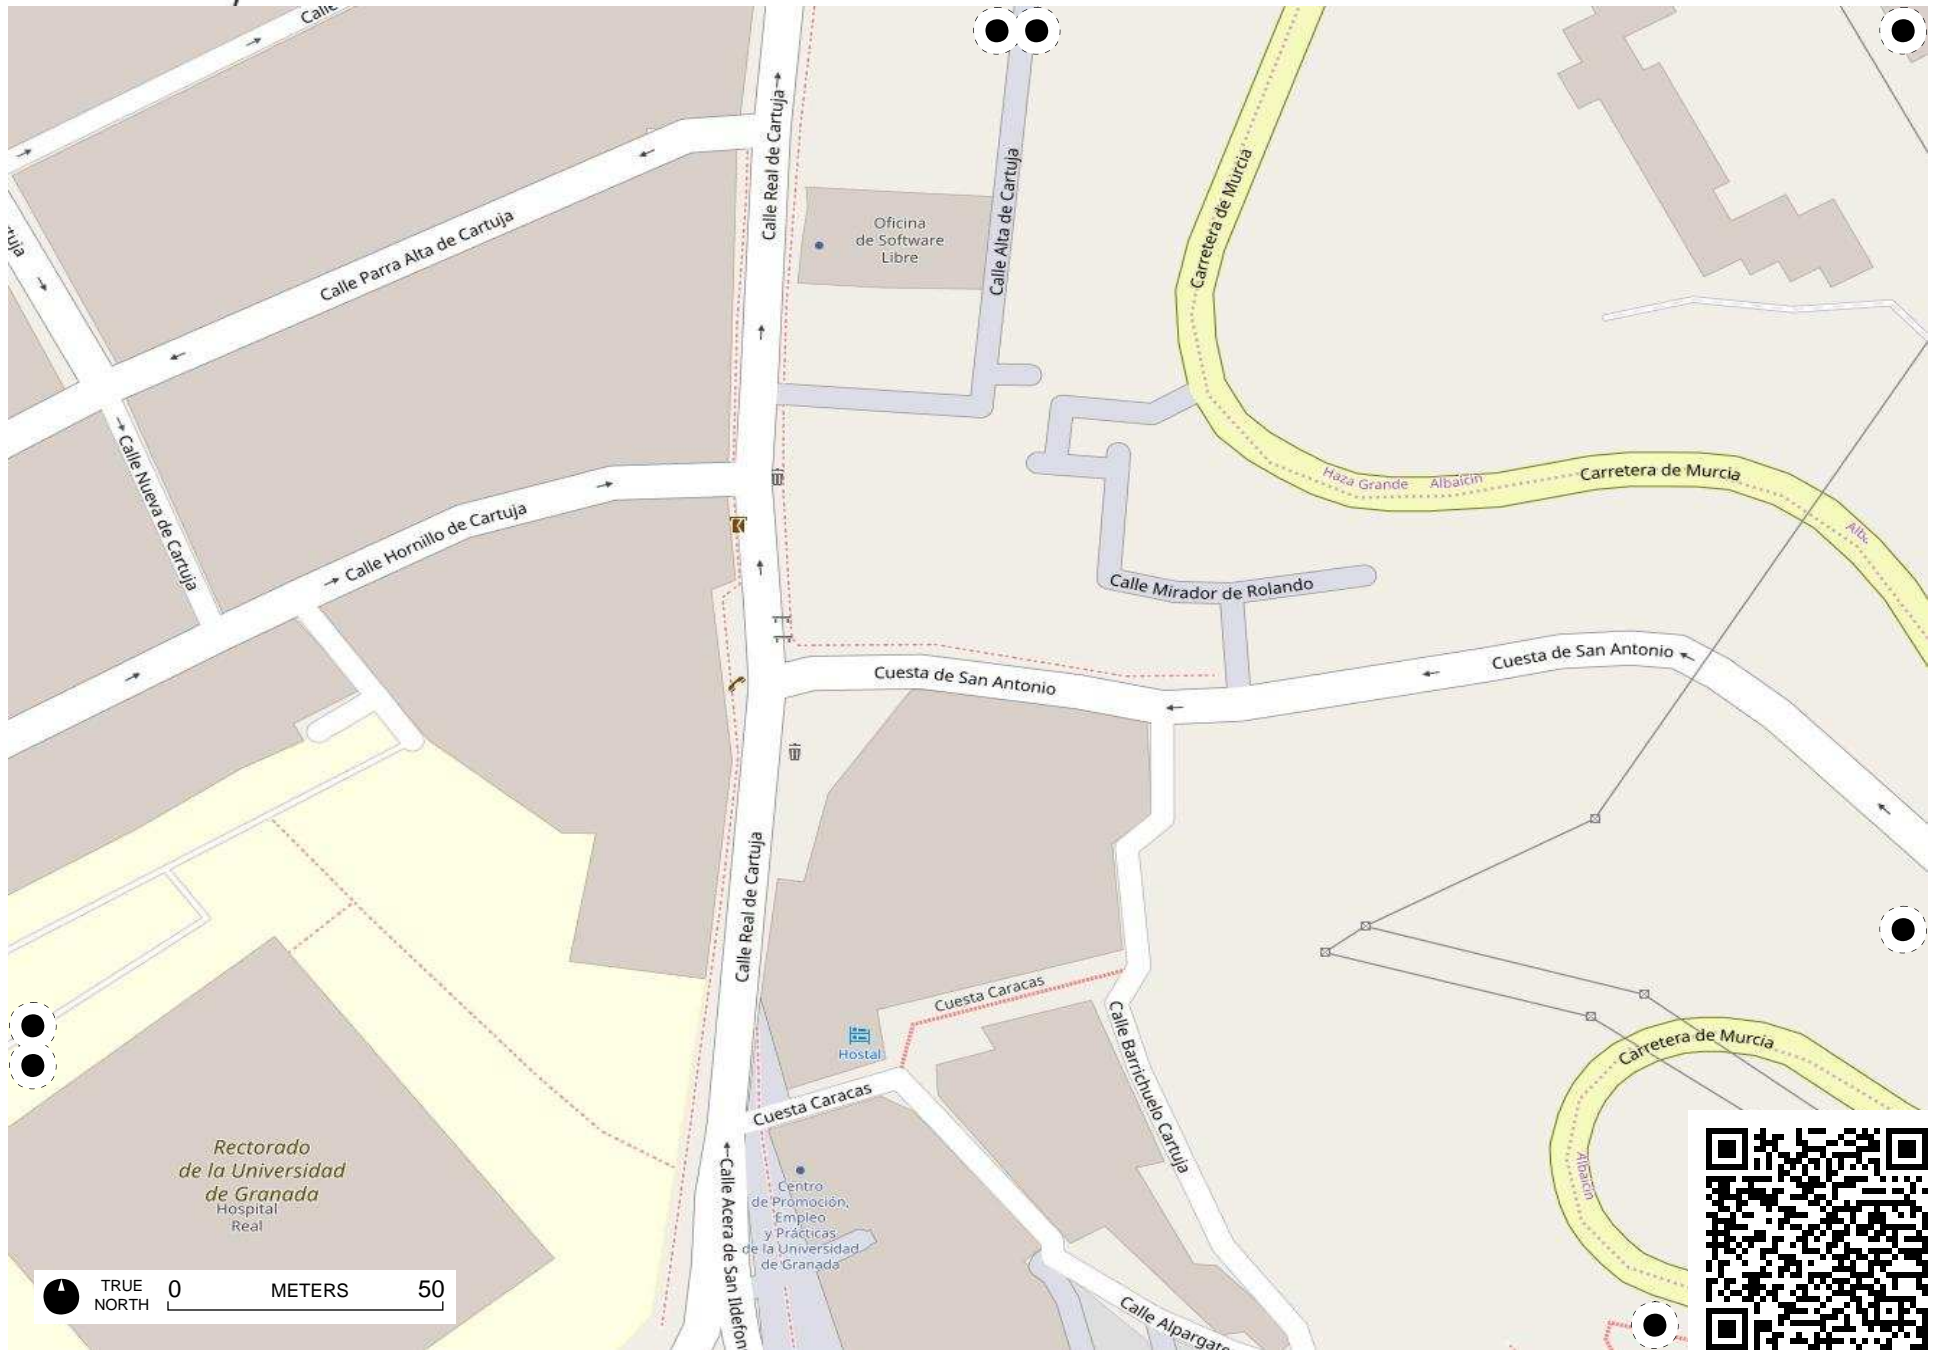 Calle
Calle Real de Cartuja
Calle Parra Alta de Cartuja
tuja
Oficina
de Software
Libre
Calle Alta de Cartuja
Carretera de Murcia
Calle Nueva de Cartuja
Calle Hornillo de Cartuja
Haza Grande
Albaicín
Carretera de Murcia
Alb.
Calle Mirador de Rolando
Cuesta de San Antonio
Cuesta de San Antonio
Calle Real de Cartuja
Cuesta Caracas
Calle Barrichuelo Cartuja
Hostal
Cuesta Caracas
Carretera de Murcia
Albaicín
Rectorado
de la Universidad
de Granada
Hospital
Real
Calle Acera de San Ildefon
Centro
de Promoción,
Empleo
y Prácticas
de la Universidad
de Granada
Calle Alpargate
TRUE
NORTH
0
METERS
50